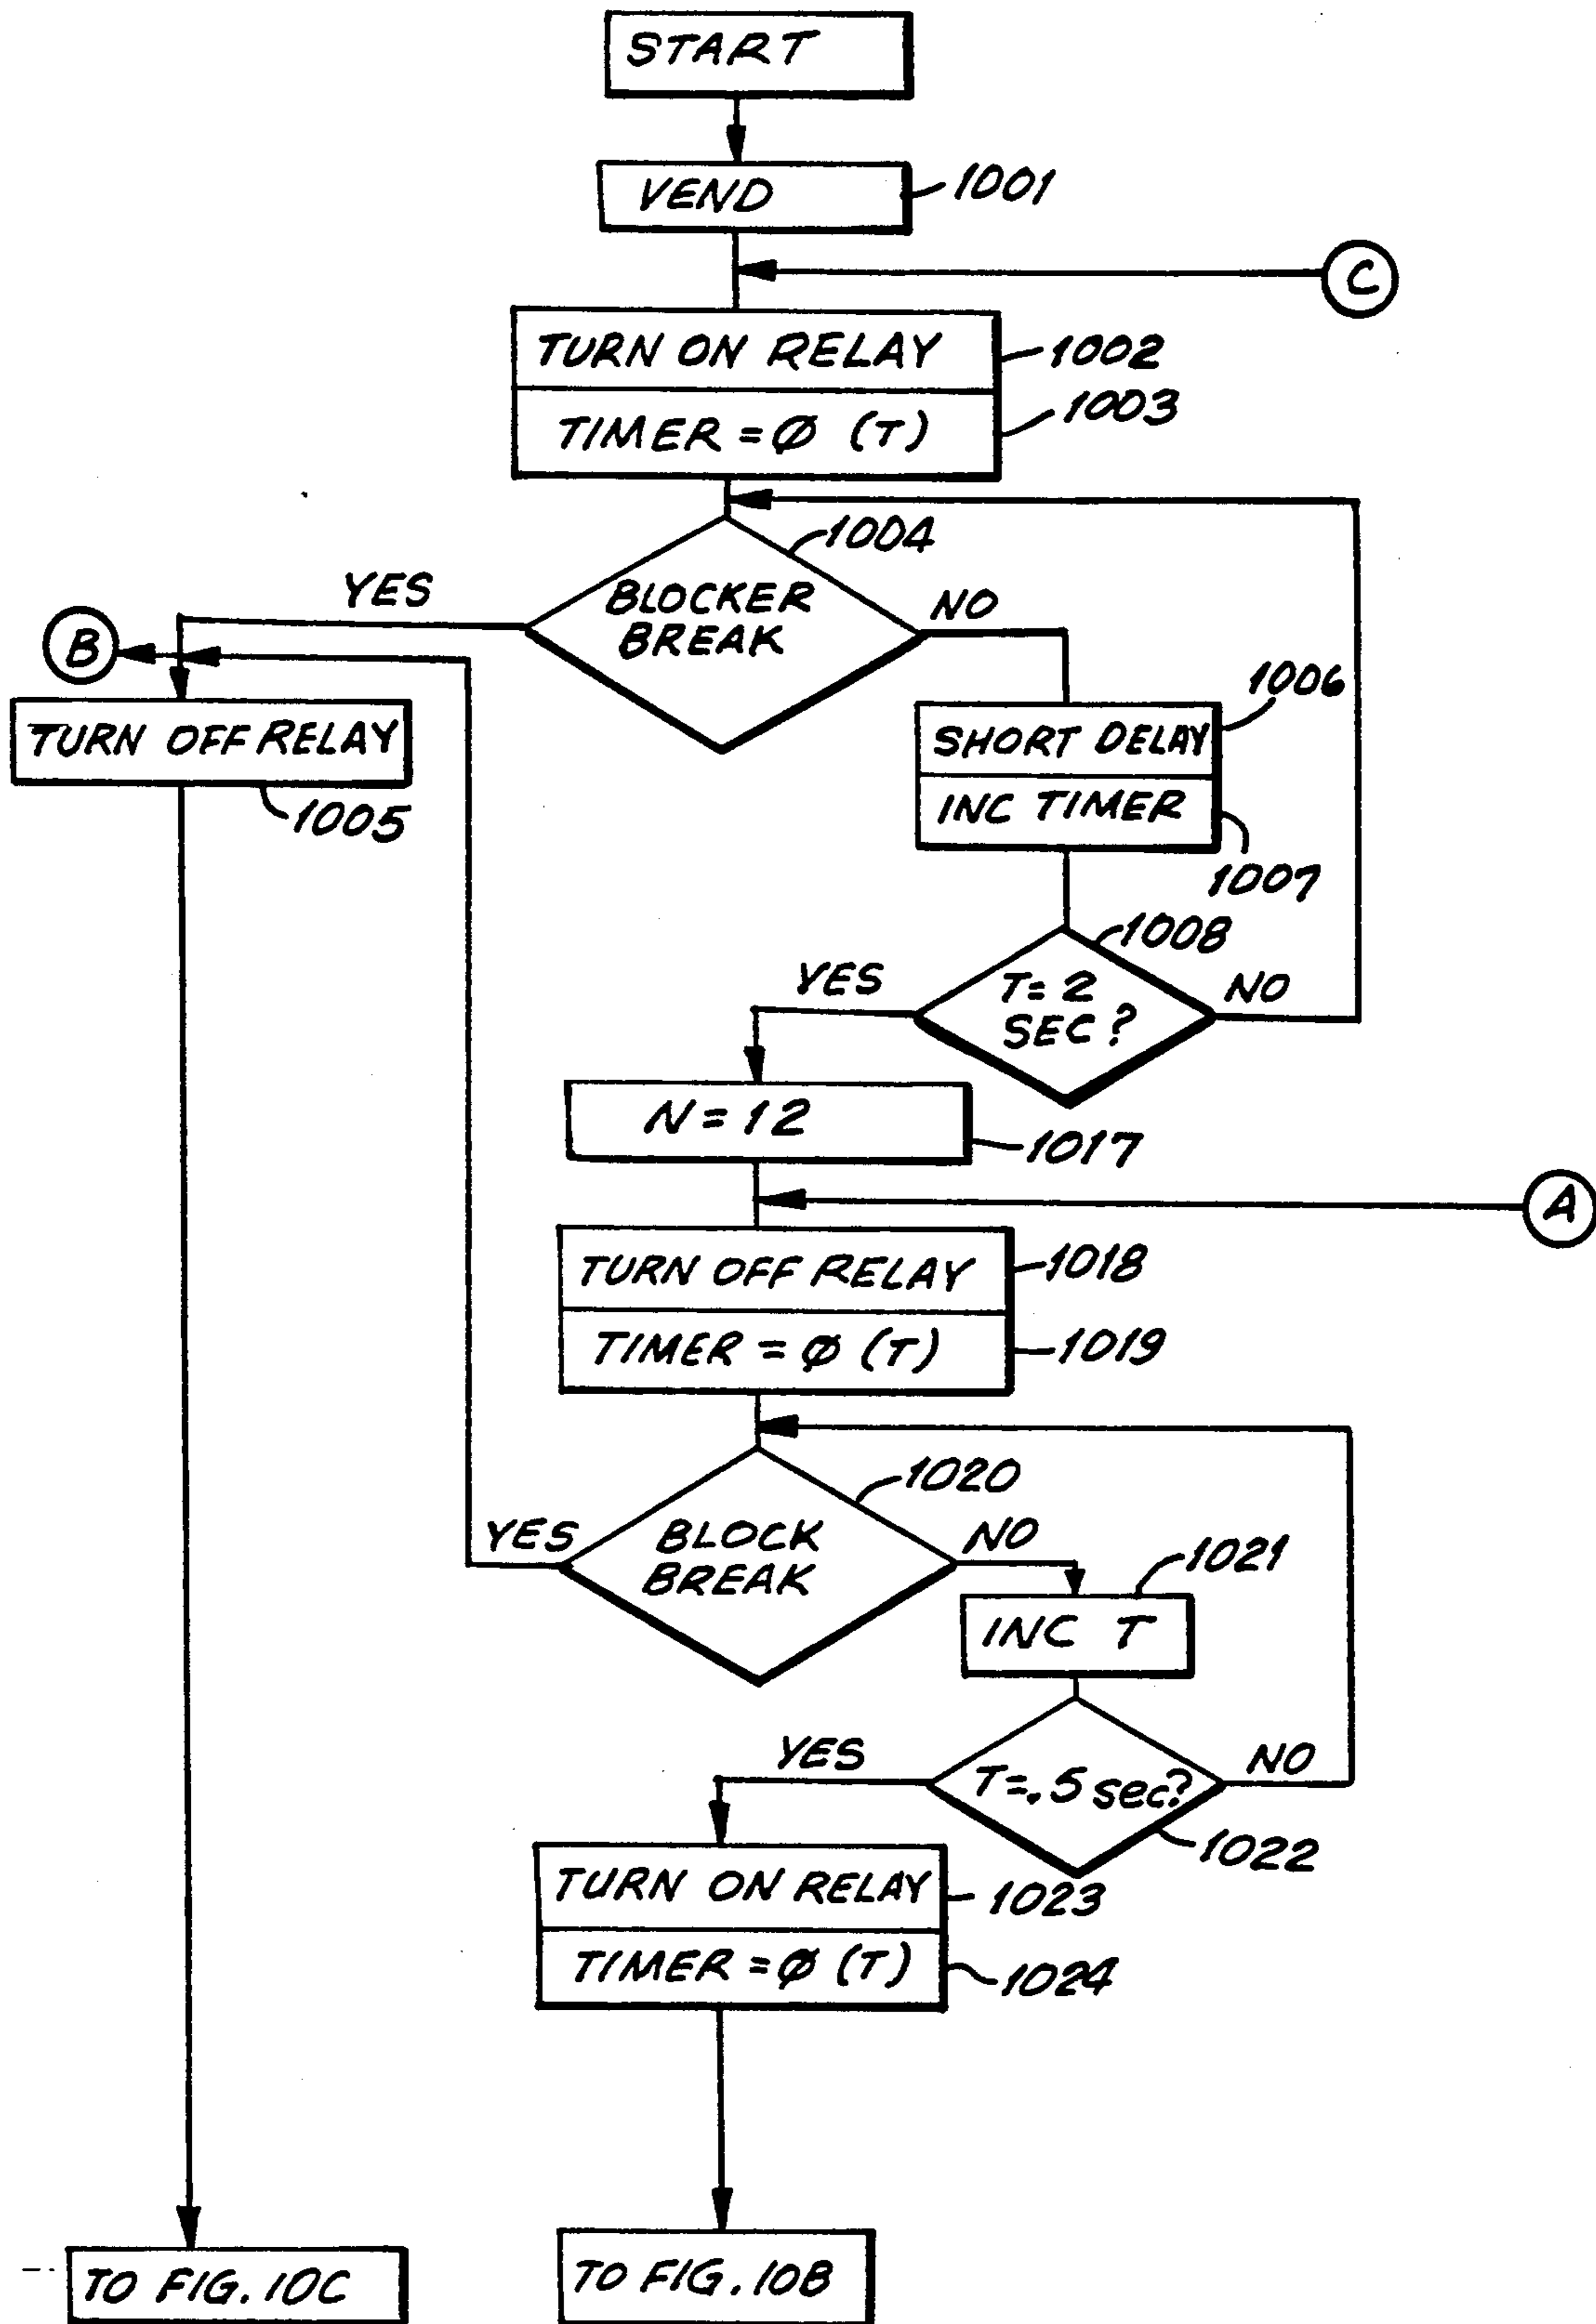 START
VEND
1001
C
TURN ON RELAY
1002
TIMER = Ø (T)
1003
1004
YES
BLOCKER
BREAK
NO
B
TURN OFF RELAY
1005
1006
SHORT DELAY
INC TIMER
1007
1008
YES
T = 2
SEC?
NO
N = 12
1017
A
TURN OFF RELAY
1018
TIMER = Ø (T)
1019
1020
YES
BLOCK
BREAK
NO
1021
INC T
YES
T = .5 sec?
NO
1022
TURN ON RELAY
1023
TIMER = Ø (T)
1024
TO FIG. 10C
TO FIG. 10B